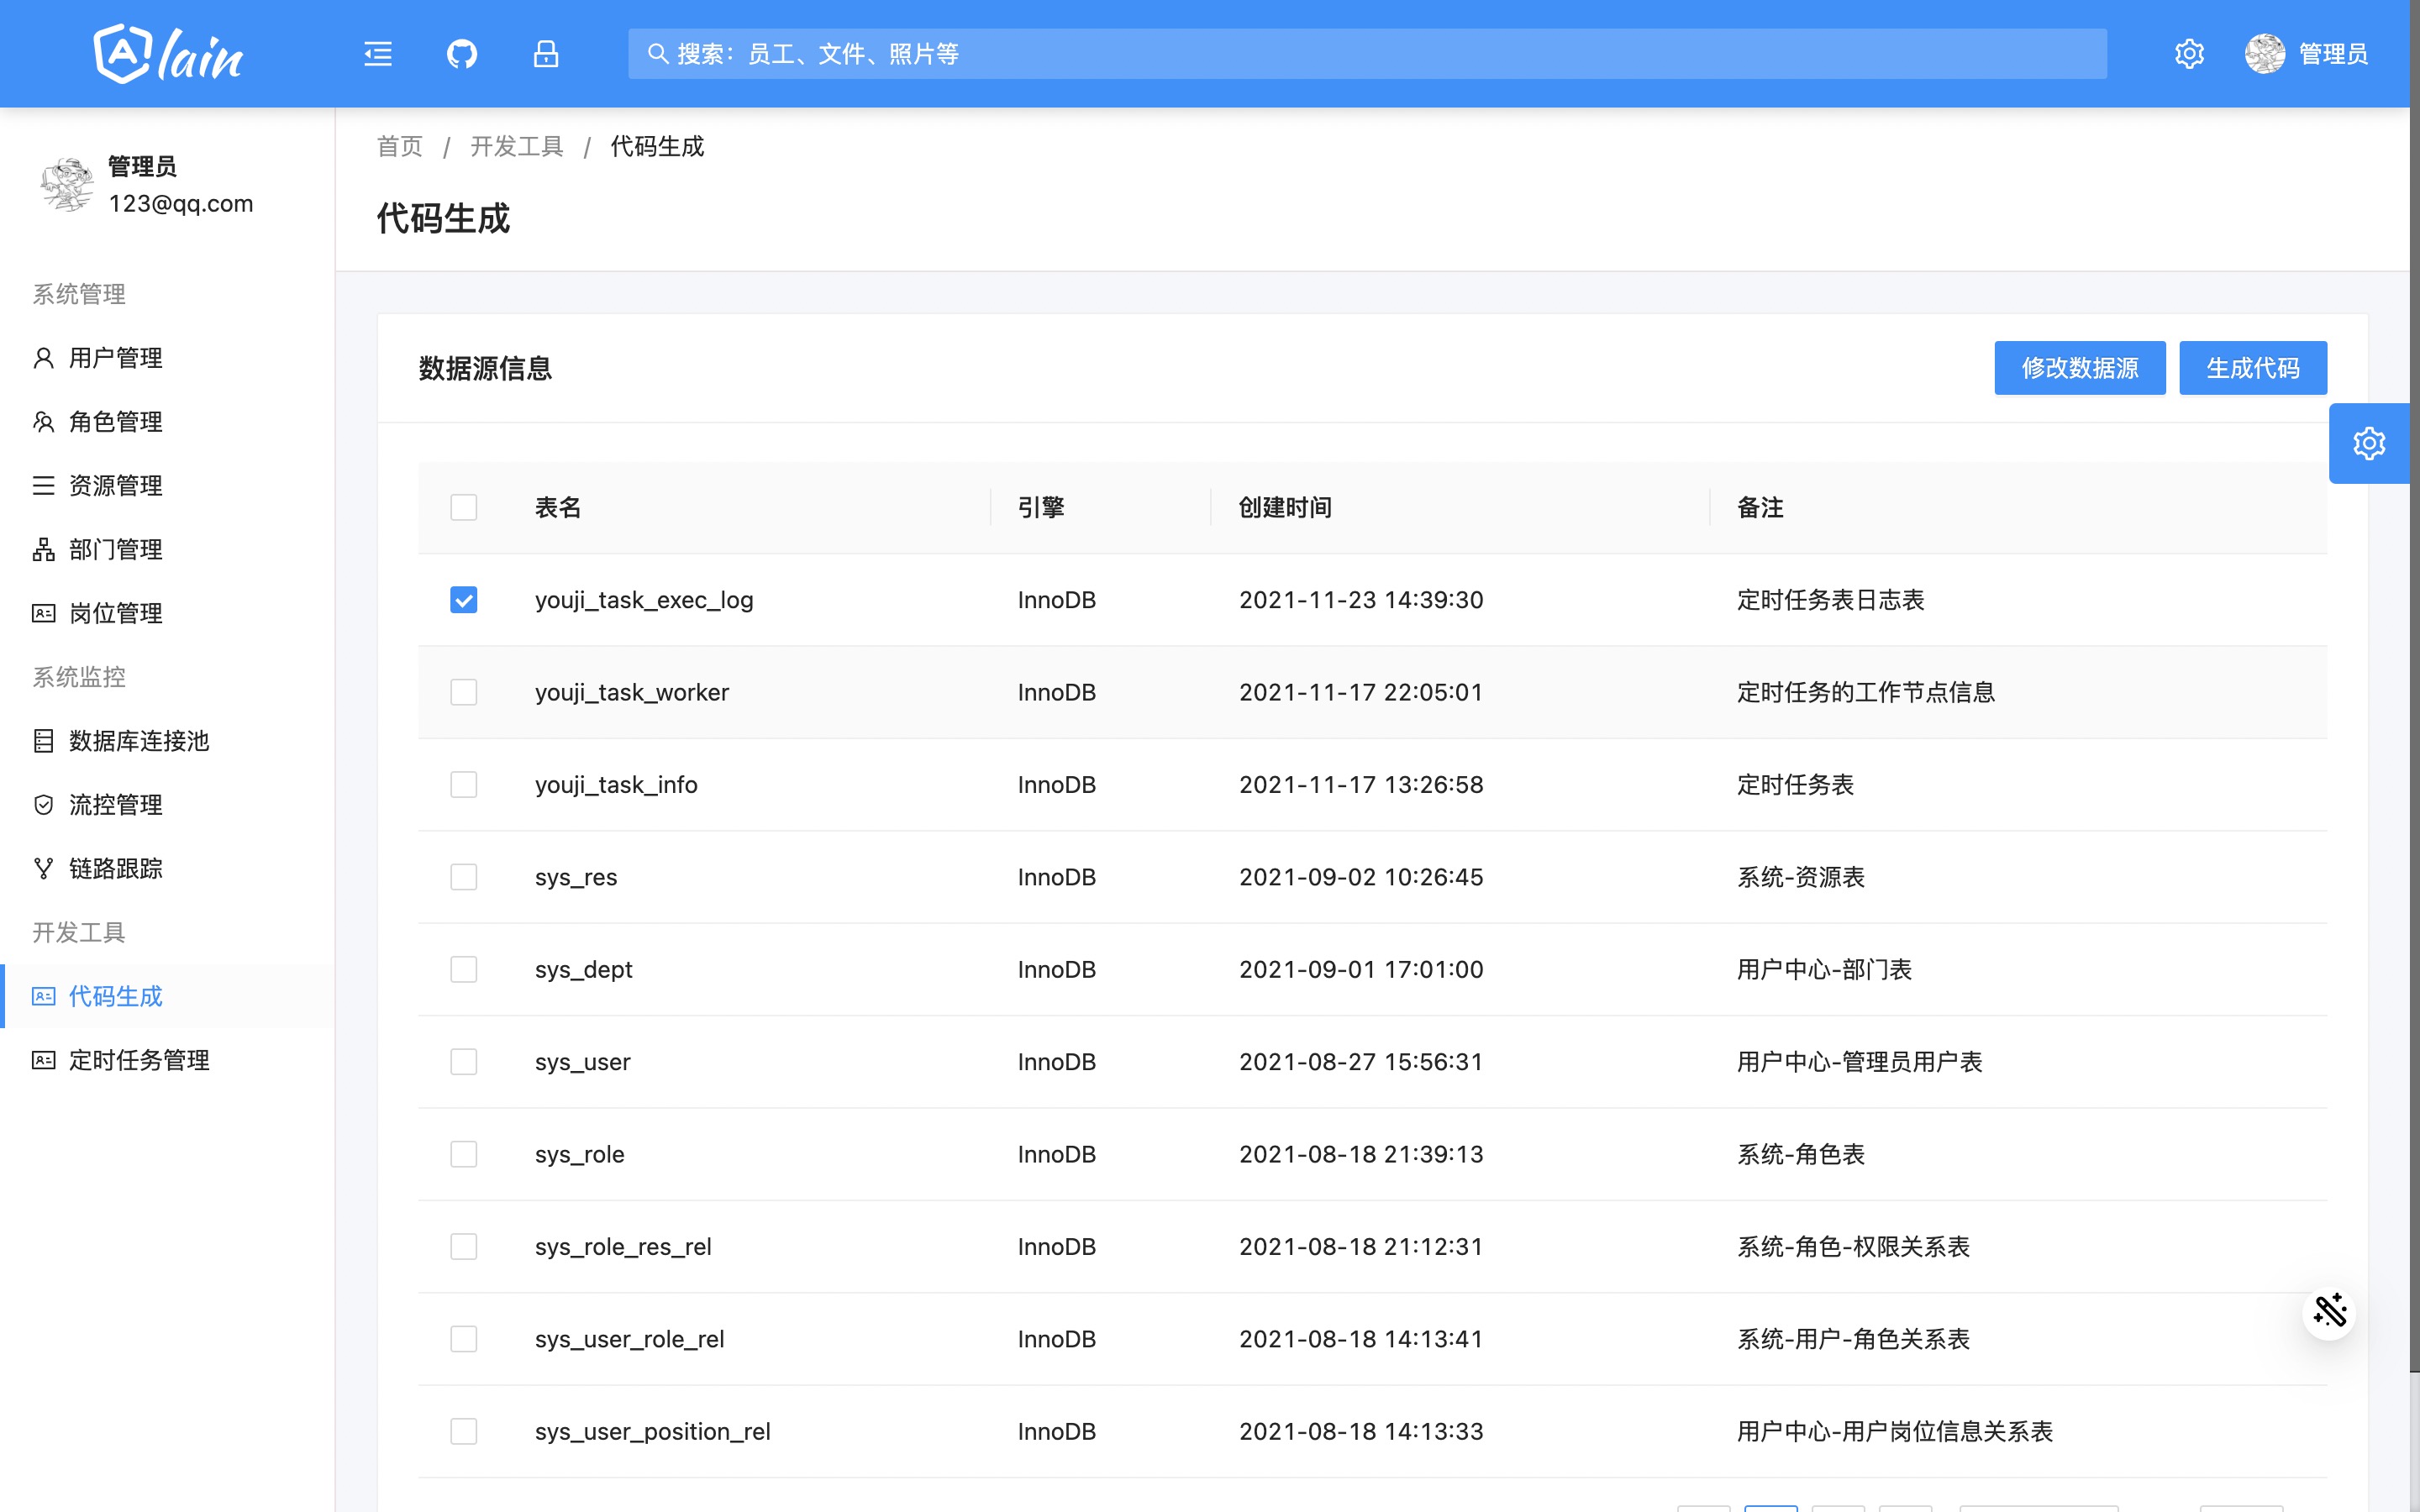 Alain
搜索：员工、文件、照片等
管理员
管理员
123@qq.com
系统管理
用户管理
角色管理
资源管理
部门管理
岗位管理
系统监控
数据库连接池
流控管理
链路跟踪
开发工具
代码生成
定时任务管理
首页 / 开发工具 / 代码生成
代码生成
数据源信息
修改数据源 生成代码
表名 引擎 创建时间 备注
youji_task_exec_log InnoDB 2021-11-23 14:39:30 定时任务表日志表
youji_task_worker InnoDB 2021-11-17 22:05:01 定时任务的工作节点信息
youji_task_info InnoDB 2021-11-17 13:26:58 定时任务表
sys_res InnoDB 2021-09-02 10:26:45 系统-资源表
sys_dept InnoDB 2021-09-01 17:01:00 用户中心-部门表
sys_user InnoDB 2021-08-27 15:56:31 用户中心-管理员用户表
sys_role InnoDB 2021-08-18 21:39:13 系统-角色表
sys_role_res_rel InnoDB 2021-08-18 21:12:31 系统-角色-权限关系表
sys_user_role_rel InnoDB 2021-08-18 14:13:41 系统-用户-角色关系表
sys_user_position_rel InnoDB 2021-08-18 14:13:33 用户中心-用户岗位信息关系表